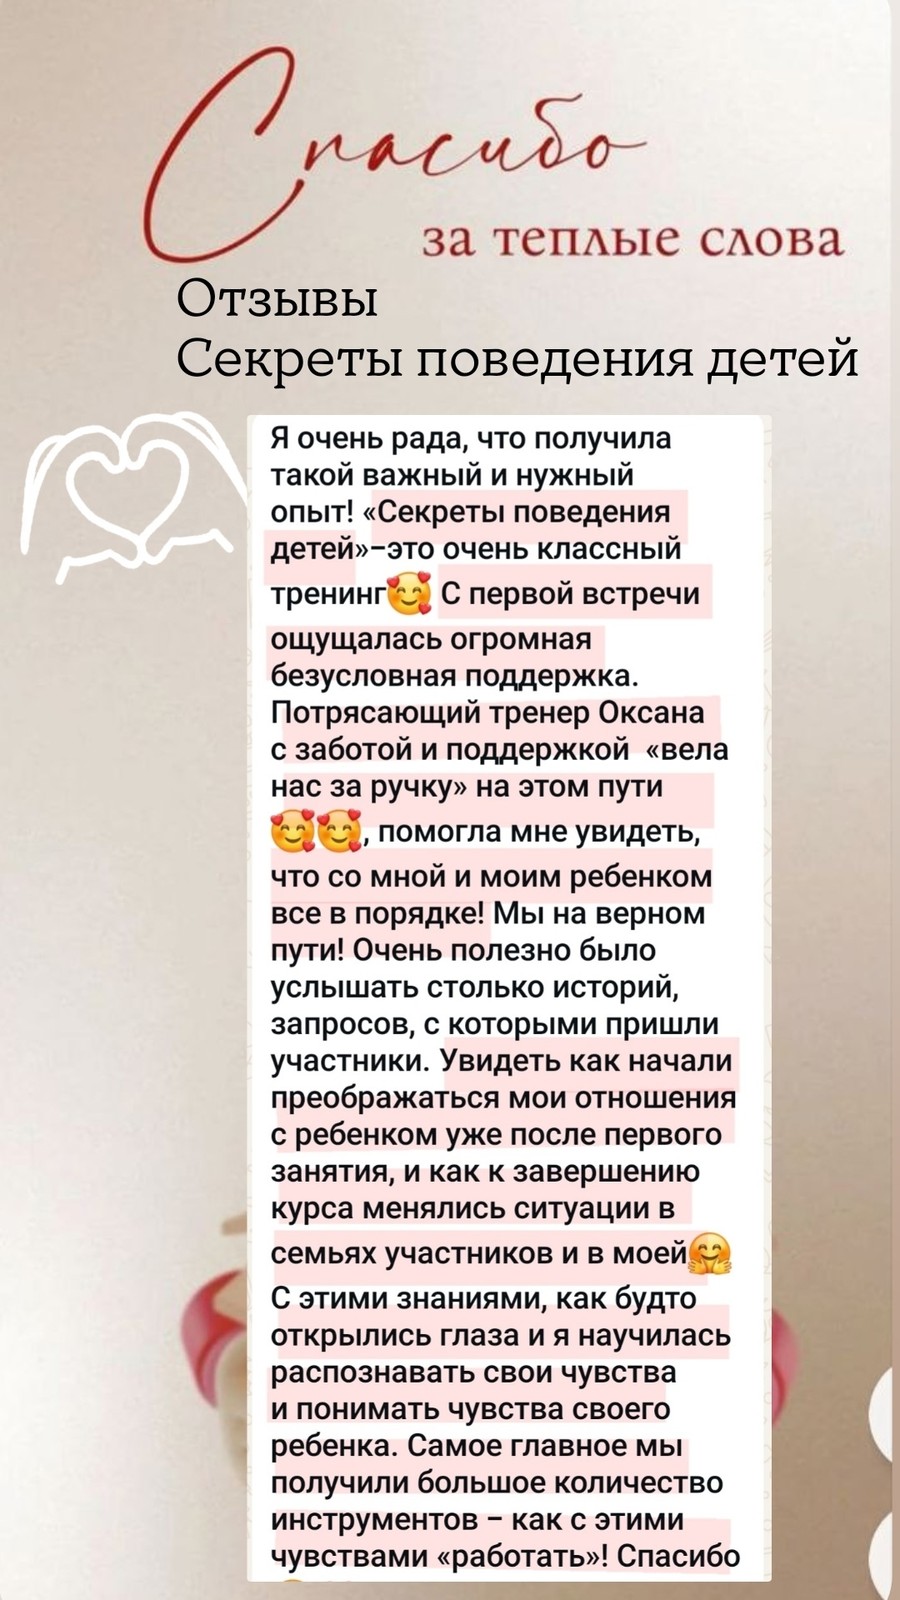 Спасибо
за теплые слова
Отзывы
Секреты поведения детей
Я очень рада, что получила
такой важный и нужный
опыт! «Секреты поведения
детей»–это очень классный
тренинг🥰 С первой встречи
ощущалась огромная
безусловная поддержка.
Потрясающий тренер Оксана
с заботой и поддержкой «вела
нас за ручку» на этом пути
🥰🥰, помогла мне увидеть,
что со мной и моим ребенком
все в порядке! Мы на верном
пути! Очень полезно было
услышать столько историй,
запросов, с которыми пришли
участники. Увидеть как начали
преображаться мои отношения
с ребенком уже после первого
занятия, и как к завершению
курса менялись ситуации в
семьях участников и в моей🤗
С этими знаниями, как будто
открылись глаза и я научилась
распознавать свои чувства
и понимать чувства своего
ребенка. Самое главное мы
получили большое количество
инструментов – как с этими
чувствами «работать»! Спасибо